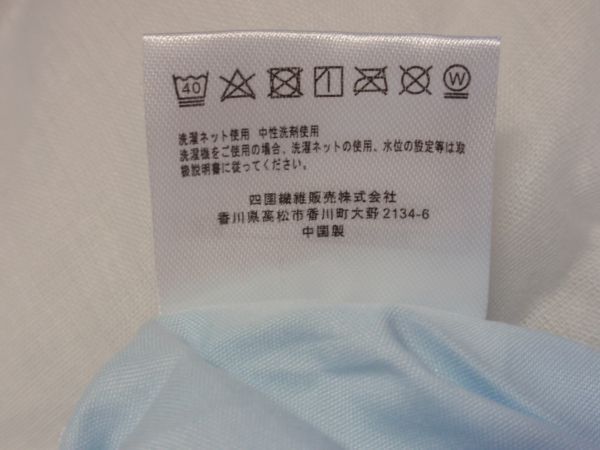 40 W
洗濯ネット使用 中性洗剤使用
洗濯機をご使用の場合、洗濯ネットの使用、水位の設定等は取
扱説明書に従ってください。
四国繊維販売株式会社
香川県高松市香川町大野2134-6
中国製